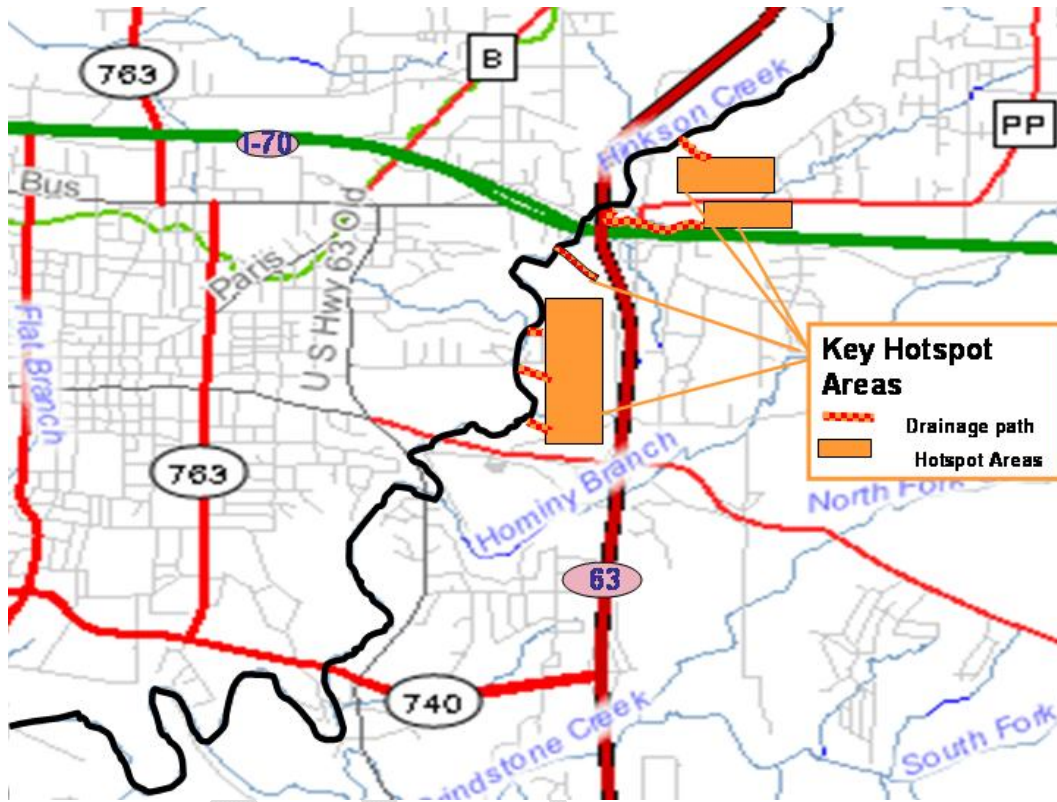 763
B
Hinkson Creek
PP
I-70
Bus
Paris
U S Hwy 63 Old
Flat Branch
Key Hotspot
Areas
Drainage path
Hotspot Areas
763
Hominy Branch
North Fork
63
740
Grindstone Creek
South Fork